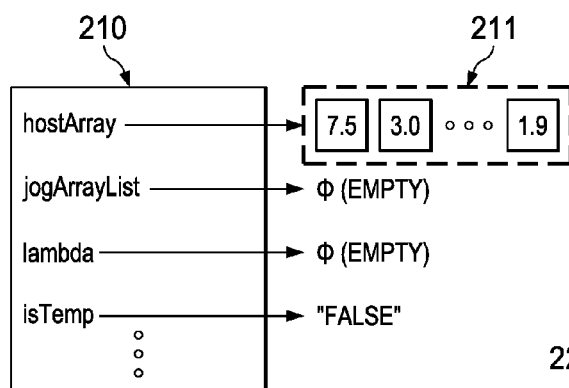 210 211
hostArray 7.5 3.0 1.9
jogArrayList Φ (EMPTY)
lambda Φ (EMPTY)
isTemp "FALSE"